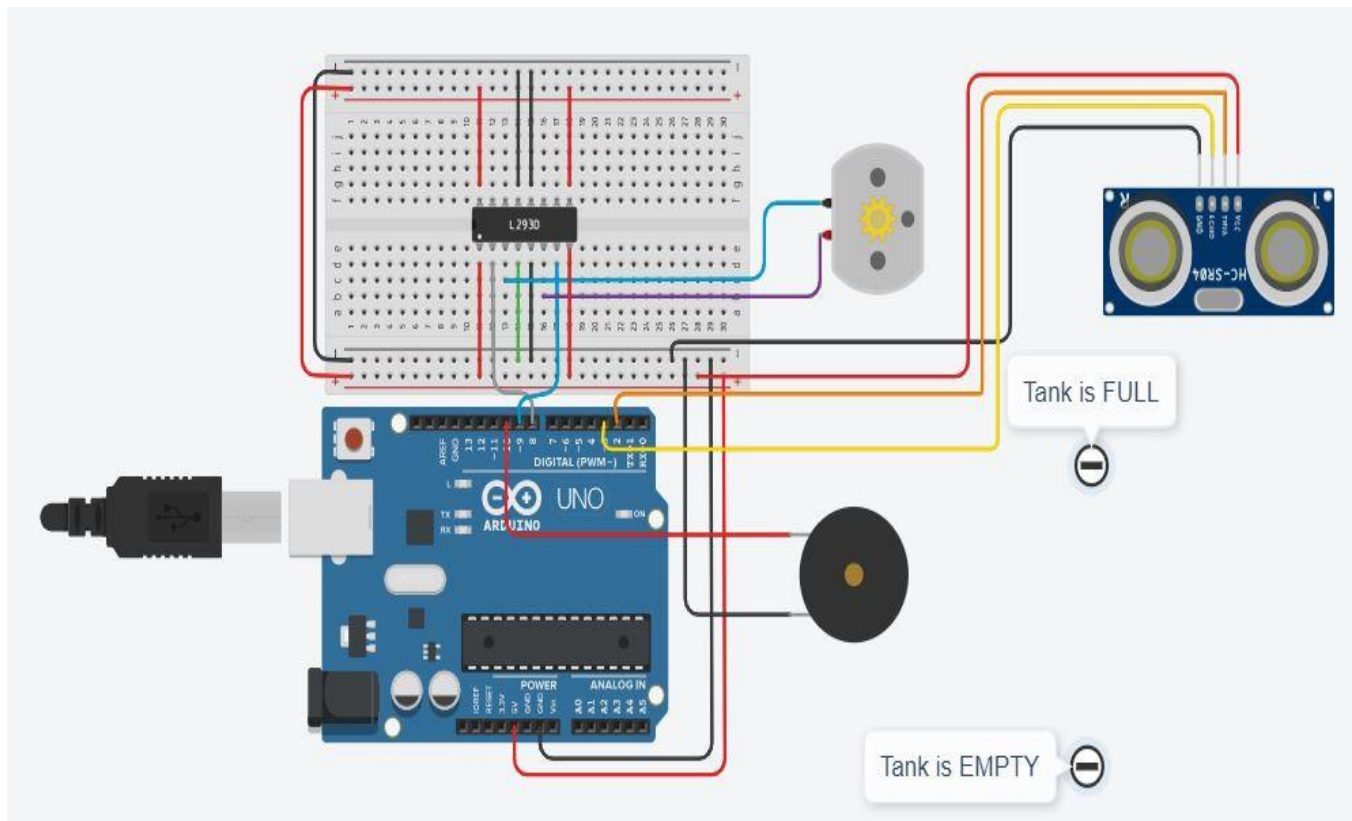 L293D
GND
ECHO
TRIG
VCC
HC-SR04
Tank is FULL
AREF
GND
13
12
~11
~9
8
7
~6
~5
4
2
TX→1
RX←0
DIGITAL (PWM~)
L
TX
RX
UNO
ARDUINO
ON
POWER
ANALOG IN
IOREF
RESET
3.3V
5V
GND
GND
Vin
A0
A1
A2
A3
A4
A5
Tank is EMPTY